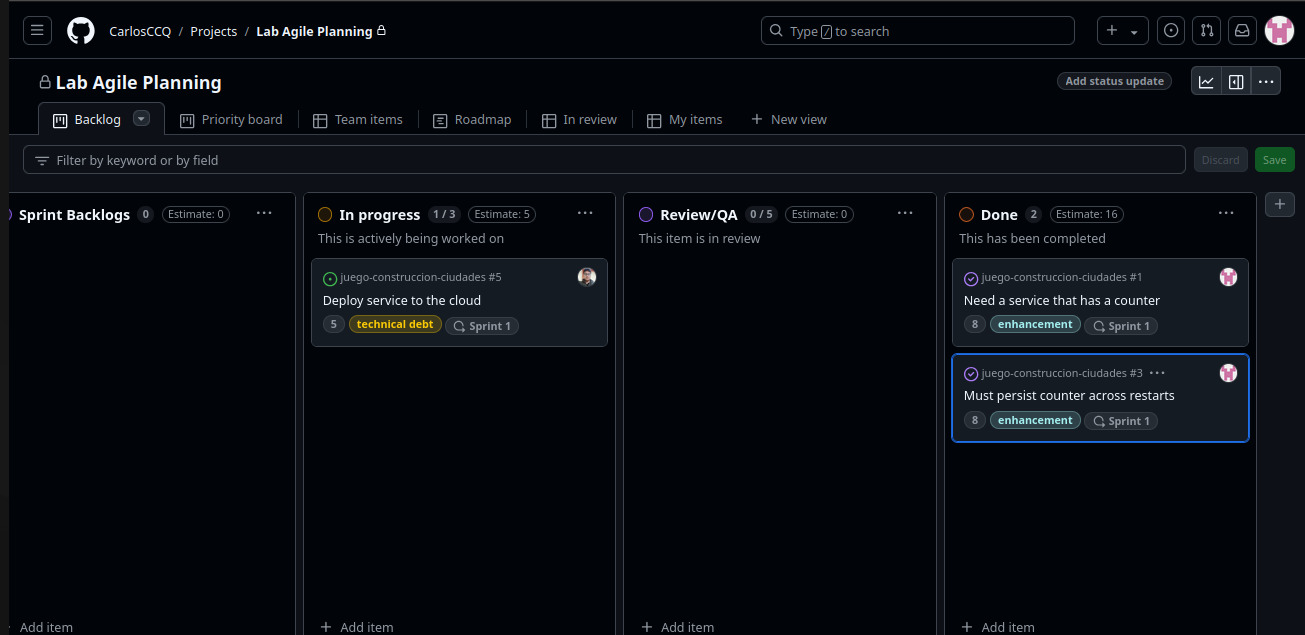 CarlosCCQ / Projects / Lab Agile Planning
Type / to search
Lab Agile Planning
Add status update
Backlog
Priority board
Team items
Roadmap
In review
My items
New view
Filter by keyword or by field
Discard
Save
Sprint Backlogs 0 Estimate: 0
Add item
In progress 1 / 3 Estimate: 5
This is actively being worked on
juego-construccion-ciudades #5
Deploy service to the cloud
5 technical debt Sprint 1
Add item
Review/QA 0 / 5 Estimate: 0
This item is in review
Add item
Done 2 Estimate: 16
This has been completed
juego-construccion-ciudades #1
Need a service that has a counter
8 enhancement Sprint 1
juego-construccion-ciudades #3
Must persist counter across restarts
8 enhancement Sprint 1
Add item